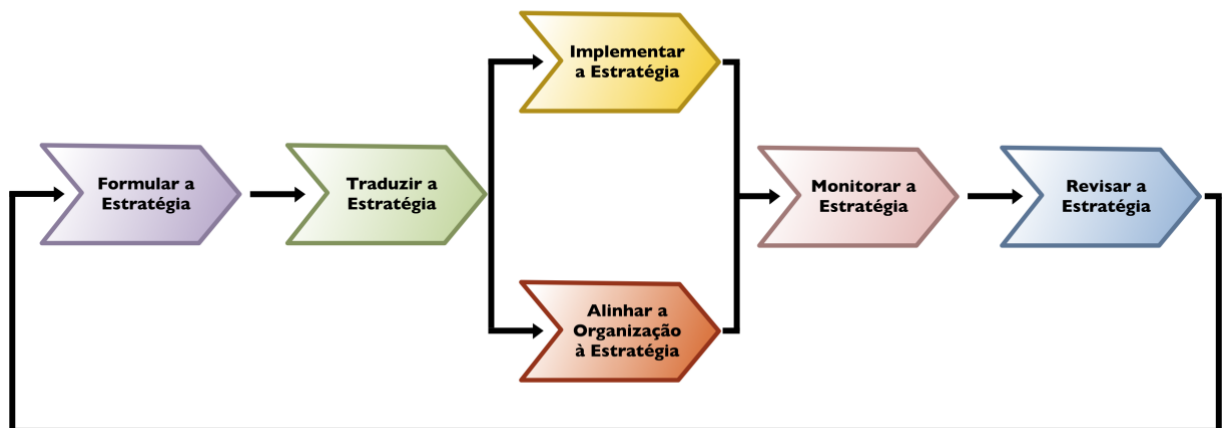 Formular a
Estratégia
Traduzir a
Estratégia
Implementar
a Estratégia
Alinhar a
Organização
à Estratégia
Monitorar a
Estratégia
Revisar a
Estratégia